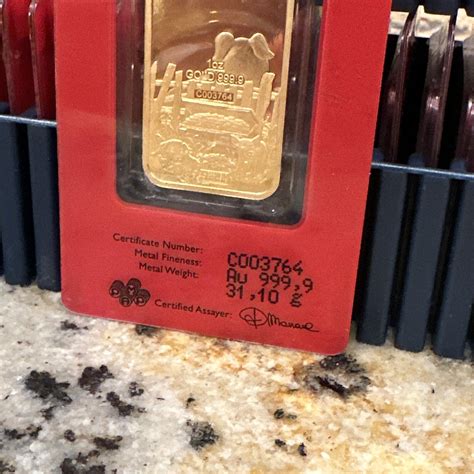 1oz
GOLD 999.9
C003764
Certificate Number: C003764
Metal Fineness: Au 999,9
Metal Weight: 31,10 g
Certified Assayer: